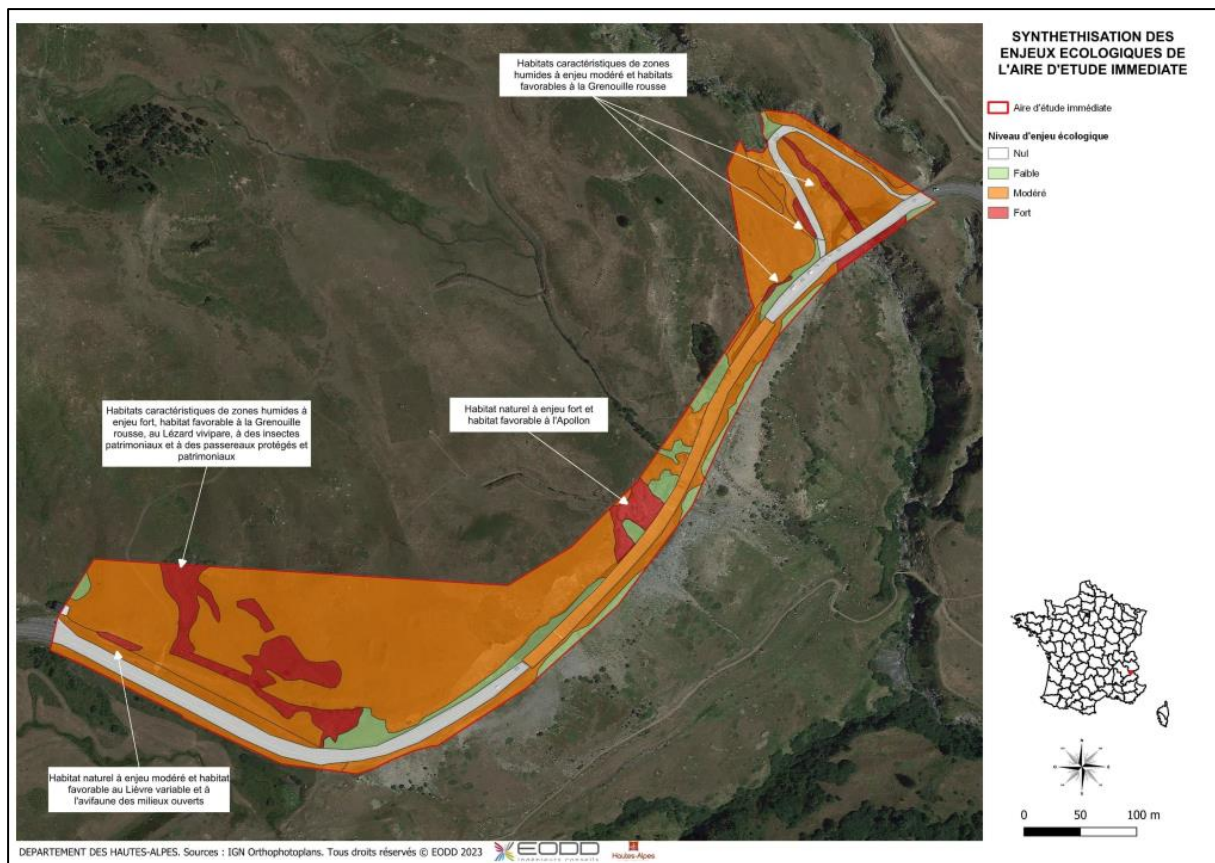 SYNTHETHISATION DES
ENJEUX ECOLOGIQUES DE
L'AIRE D'ETUDE IMMEDIATE
Aire d'étude immédiate
Niveau d'enjeu écologique
Nul
Faible
Modéré
Fort
Habitats caractéristiques de zones
humides à enjeu modéré et habitats
favorables à la Grenouille rousse
Habitats caractéristiques de zones humides à
enjeu fort, habitat favorable à la Grenouille
rousse, au Lézard vivipare, à des insectes
patrimoniaux et à des passereaux protégés et
patrimoniaux
Habitat naturel à enjeu fort et
habitat favorable à l'Apollon
Habitat naturel à enjeu modéré et habitat
favorable au Lièvre variable et à
l'avifaune des milieux ouverts
0 50 100 m
DEPARTEMENT DES HAUTES-ALPES. Sources : IGN Orthophotoplans. Tous droits réservés © EODD 2023
EODD
ingénieurs conseils
Hautes-Alpes